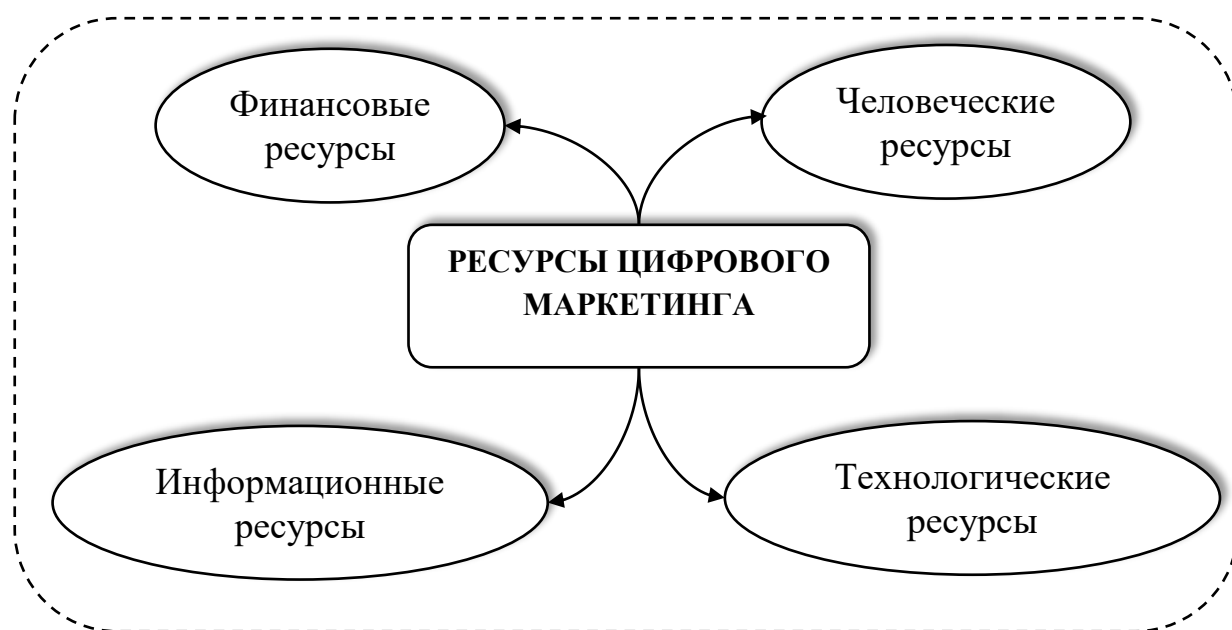 Финансовые
ресурсы
Человеческие
ресурсы
РЕСУРСЫ ЦИФРОВОГО
МАРКЕТИНГА
Информационные
ресурсы
Технологические
ресурсы